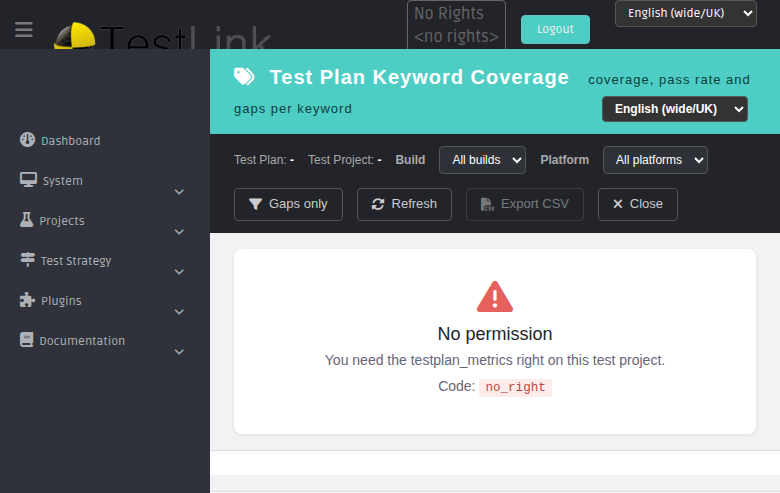 TestLink
No Rights
<no rights>
Logout
English (wide/UK)
Dashboard
System
Projects
Test Strategy
Plugins
Documentation
Test Plan Keyword Coverage coverage, pass rate and
gaps per keyword
English (wide/UK)
Test Plan: - Test Project: - Build All builds Platform All platforms
Gaps only Refresh Export CSV Close
No permission
You need the testplan_metrics right on this test project.
Code: no_right